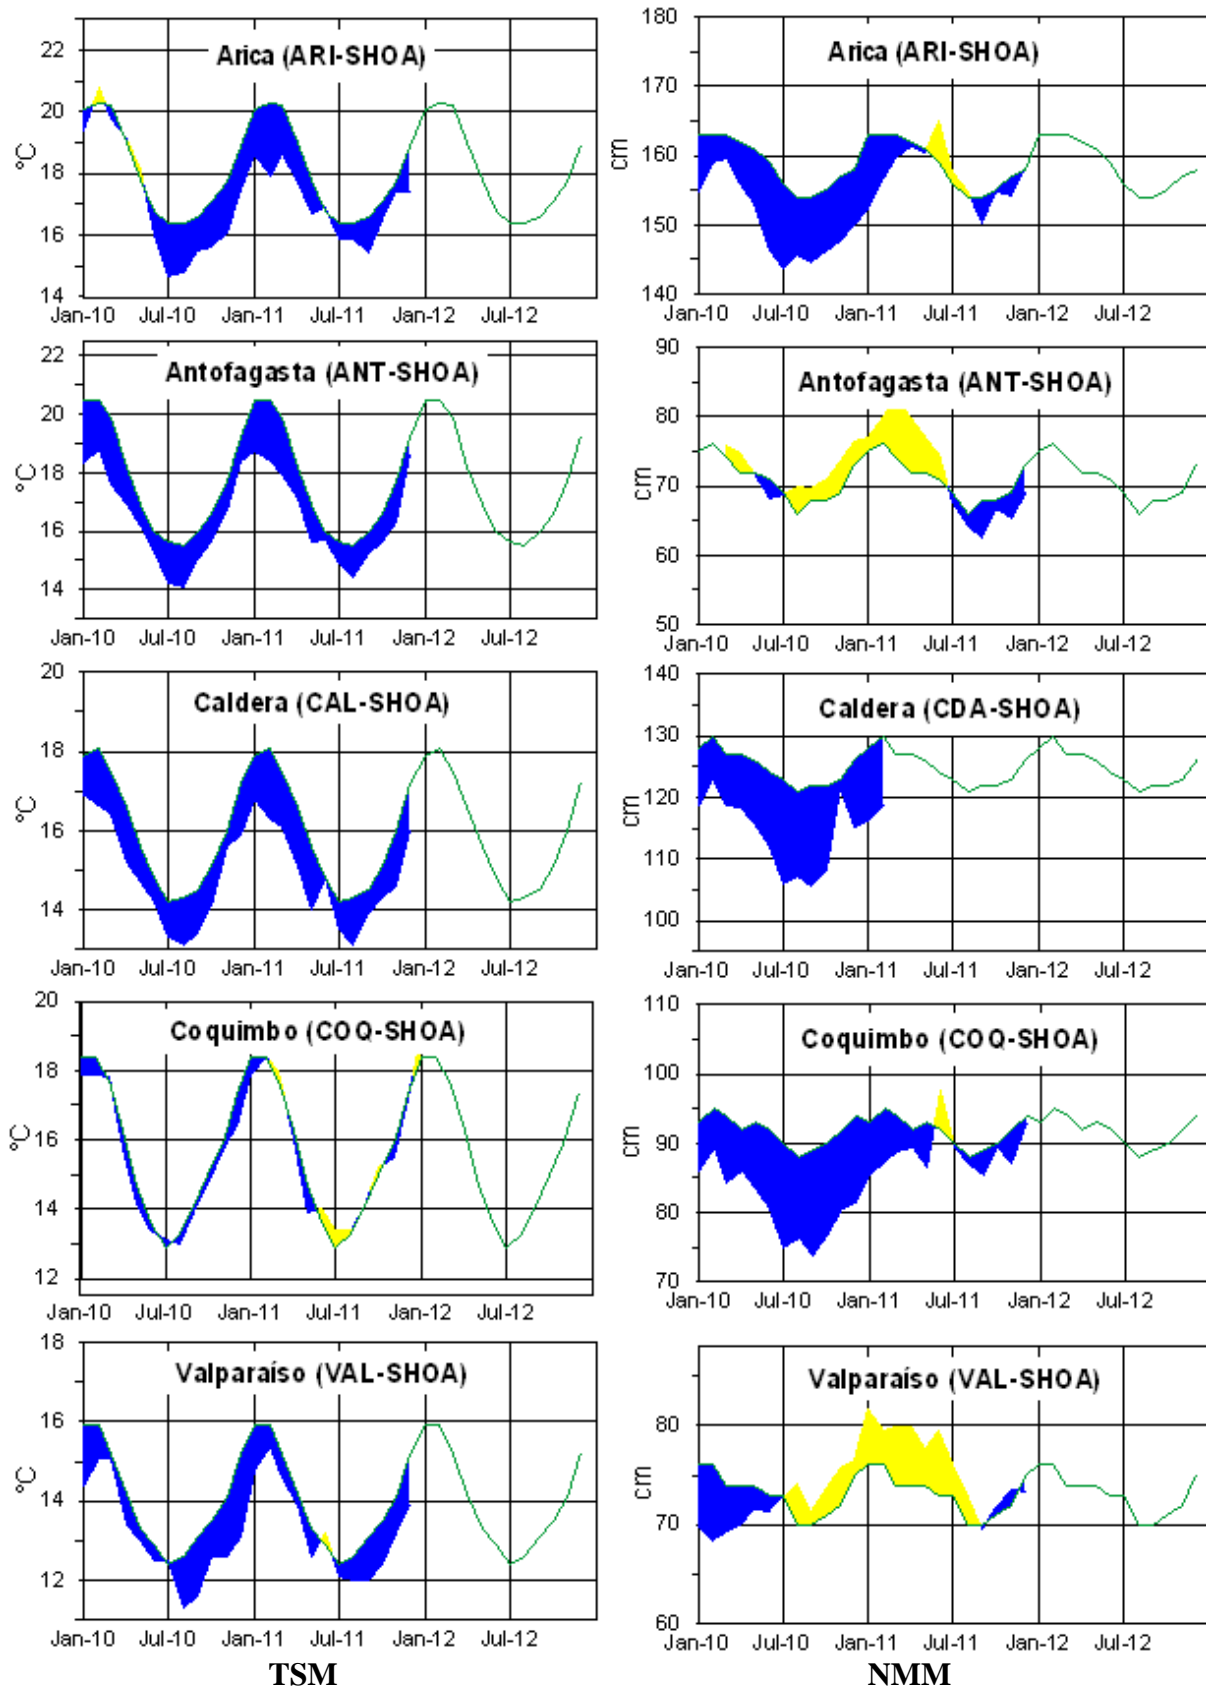 Arica (ARI-SHOA)
°C
22
20
18
16
14
Jan-10 Jul-10 Jan-11 Jul-11 Jan-12 Jul-12
Arica (ARI-SHOA)
cm
180
170
160
150
140
Jan-10 Jul-10 Jan-11 Jul-11 Jan-12 Jul-12
Antofagasta (ANT-SHOA)
°C
22
20
18
16
14
Jan-10 Jul-10 Jan-11 Jul-11 Jan-12 Jul-12
Antofagasta (ANT-SHOA)
cm
90
80
70
60
50
Jan-10 Jul-10 Jan-11 Jul-11 Jan-12 Jul-12
Caldera (CAL-SHOA)
°C
20
18
16
14
Jan-10 Jul-10 Jan-11 Jul-11 Jan-12 Jul-12
Caldera (CDA-SHOA)
cm
140
130
120
110
100
Jan-10 Jul-10 Jan-11 Jul-11 Jan-12 Jul-12
Coquimbo (COQ-SHOA)
°C
20
18
16
14
12
Jan-10 Jul-10 Jan-11 Jul-11 Jan-12 Jul-12
Coquimbo (COQ-SHOA)
cm
110
100
90
80
70
Jan-10 Jul-10 Jan-11 Jul-11 Jan-12 Jul-12
Valparaíso (VAL-SHOA)
°C
18
16
14
12
Jan-10 Jul-10 Jan-11 Jul-11 Jan-12 Jul-12
Valparaíso (VAL-SHOA)
cm
80
70
60
Jan-10 Jul-10 Jan-11 Jul-11 Jan-12 Jul-12
TSM
NMM